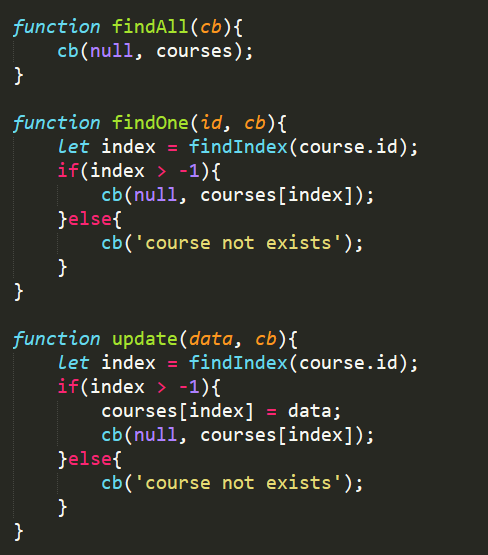 function findAll(cb){
    cb(null, courses);
}

function findOne(id, cb){
    let index = findIndex(course.id);
    if(index > -1){
        cb(null, courses[index]);
    }else{
        cb('course not exists');
    }
}

function update(data, cb){
    let index = findIndex(course.id);
    if(index > -1){
        courses[index] = data;
        cb(null, courses[index]);
    }else{
        cb('course not exists');
    }
}